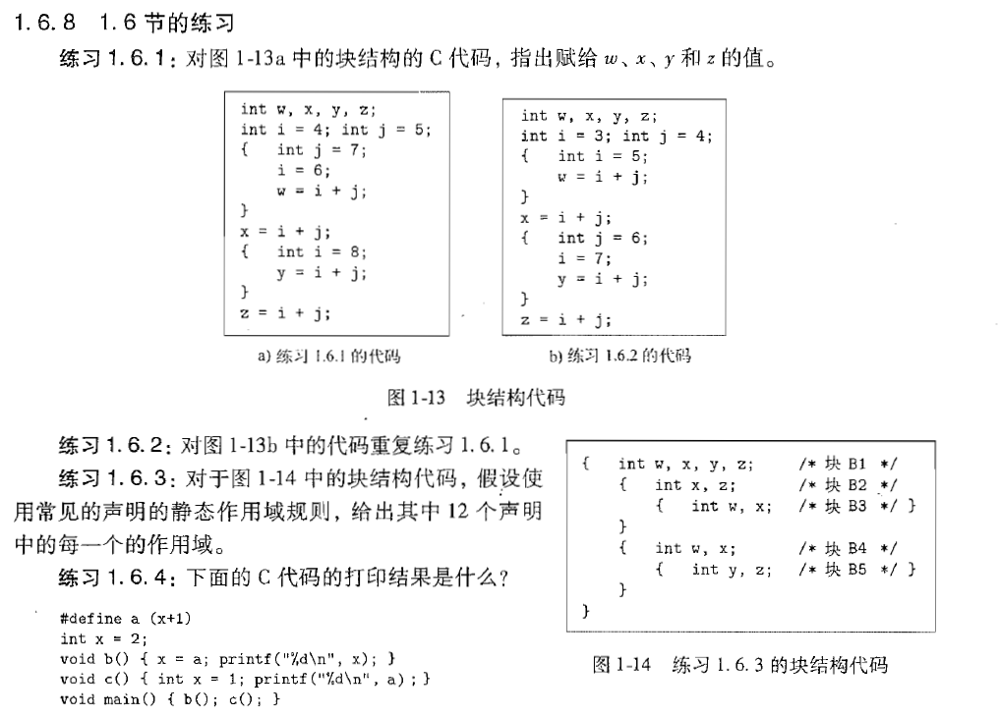 1.6.8 1.6 节的练习
练习 1.6.1：对图 1-13a 中的块结构的 C 代码，指出赋给 w、x、y 和 z 的值。
int w, x, y, z;
int i = 4; int j = 5;
{ int j = 7;
i = 6;
w = i + j;
}
x = i + j;
{ int i = 8;
y = i + j;
}
z = i + j;
a) 练习 1.6.1 的代码
int w, x, y, z;
int i = 3; int j = 4;
{ int i = 5;
w = i + j;
}
x = i + j;
{ int j = 6;
i = 7;
y = i + j;
}
z = i + j;
b) 练习 1.6.2 的代码
图 1-13 块结构代码
练习 1.6.2：对图 1-13b 中的代码重复练习 1.6.1。
练习 1.6.3：对于图 1-14 中的块结构代码，假设使
用常见的声明的静态作用域规则，给出其中 12 个声明
中的每一个的作用域。
练习 1.6.4：下面的 C 代码的打印结果是什么？
#define a (x+1)
int x = 2;
void b() { x = a; printf("%d\n", x); }
void c() { int x = 1; printf("%d\n", a) ; }
void main() { b(); c(); }
{ int w, x, y, z; /* 块 B1 */
{ int x, z; /* 块 B2 */
{ int w, x; /* 块 B3 */ }
}
{ int w, x; /* 块 B4 */
{ int y, z; /* 块 B5 */ }
}
}
图 1-14 练习 1.6.3 的块结构代码